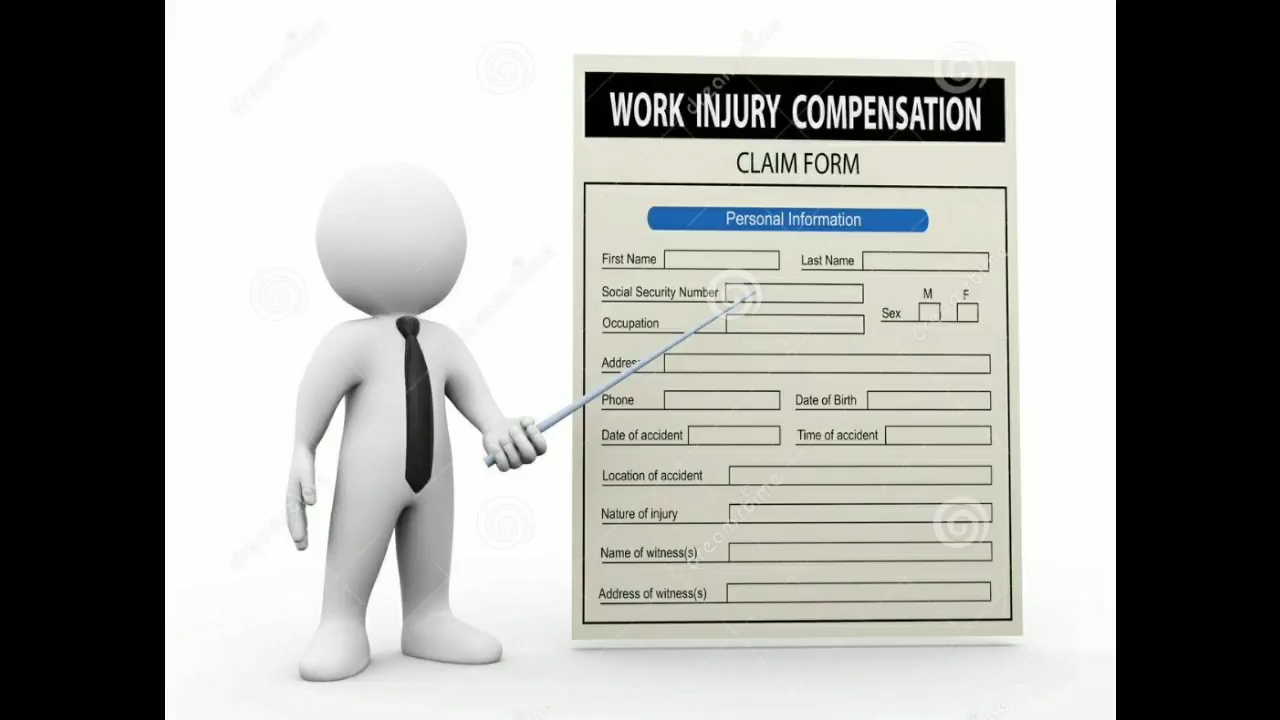 WORK INJURY COMPENSATION
CLAIM FORM
Personal Information
First Name Last Name
Social Security Number M F
Sex
Occupation
Address
Phone Date of Birth
Date of accident Time of accident
Location of accident
Nature of injury
Name of witness(s)
Address of witness(s)